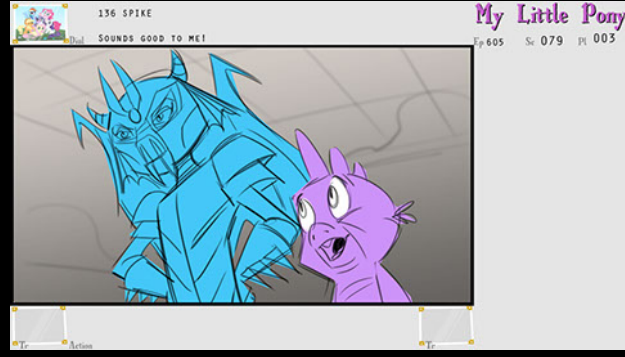 136 SPIKE
My Little Pony
Dial
SOUNDS GOOD TO ME!
Ep 605 Sc 079 Pl 003
Tr
Action
Tr